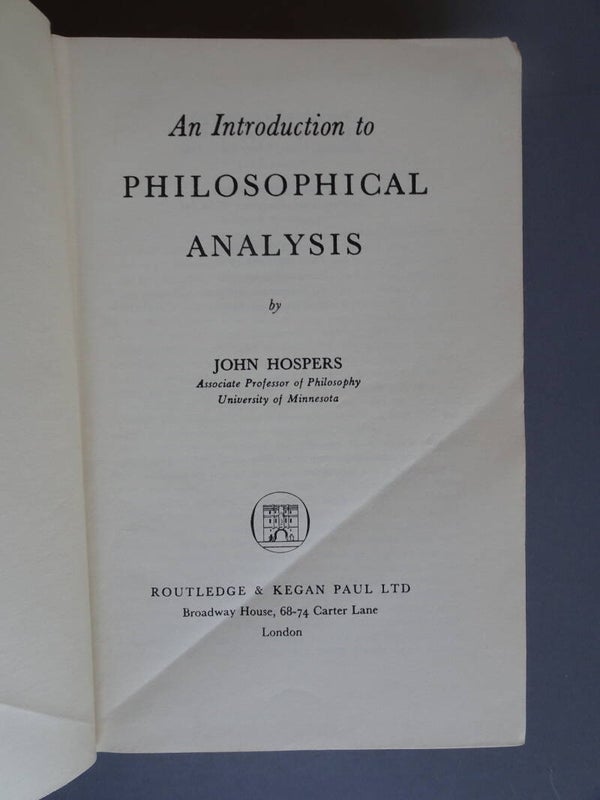 An Introduction to
PHILOSOPHICAL
ANALYSIS
by
JOHN HOSPERS
Associate Professor of Philosophy
University of Minnesota
ROUTLEDGE & KEGAN PAUL LTD
Broadway House, 68-74 Carter Lane
London